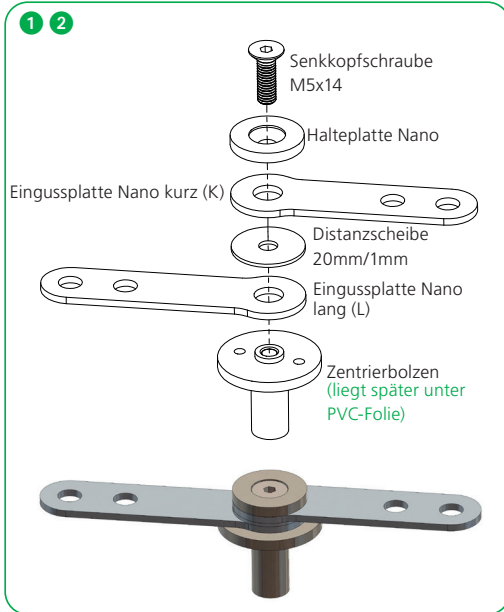 1 2
Senkkopfschraube
M5x14
Halteplatte Nano
Eingussplatte Nano kurz (K)
Distanzscheibe
20mm/1mm
Eingussplatte Nano
lang (L)
Zentrierbolzen
(liegt später unter
PVC-Folie)